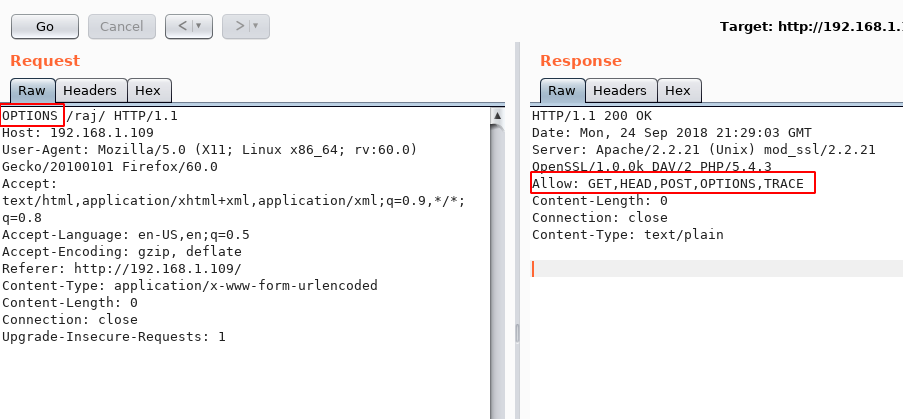 Go Cancel < ▼ > ▼ Target: http://192.168.1.
Request
Raw Headers Hex
OPTIONS /raj/ HTTP/1.1
Host: 192.168.1.109
User-Agent: Mozilla/5.0 (X11; Linux x86_64; rv:60.0)
Gecko/20100101 Firefox/60.0
Accept:
text/html,application/xhtml+xml,application/xml;q=0.9,*/*;
q=0.8
Accept-Language: en-US,en;q=0.5
Accept-Encoding: gzip, deflate
Referer: http://192.168.1.109/
Content-Type: application/x-www-form-urlencoded
Content-Length: 0
Connection: close
Upgrade-Insecure-Requests: 1
Response
Raw Headers Hex
HTTP/1.1 200 OK
Date: Mon, 24 Sep 2018 21:29:03 GMT
Server: Apache/2.2.21 (Unix) mod_ssl/2.2.21
OpenSSL/1.0.0k DAV/2 PHP/5.4.3
Allow: GET,HEAD,POST,OPTIONS,TRACE
Content-Length: 0
Connection: close
Content-Type: text/plain